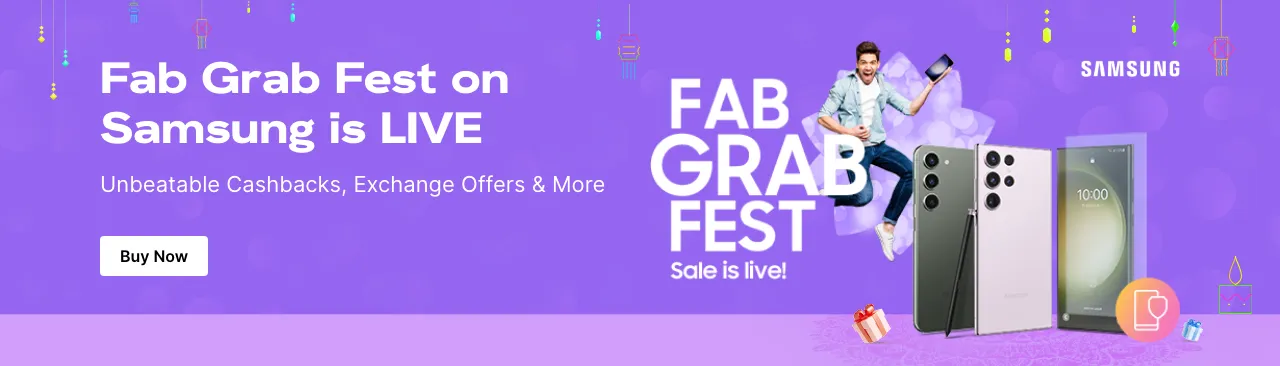 Fab Grab Fest on
Samsung is LIVE
Unbeatable Cashbacks, Exchange Offers & More
Buy Now
FAB
GRAB
FEST
Sale is live!
SAMSUNG
10:00